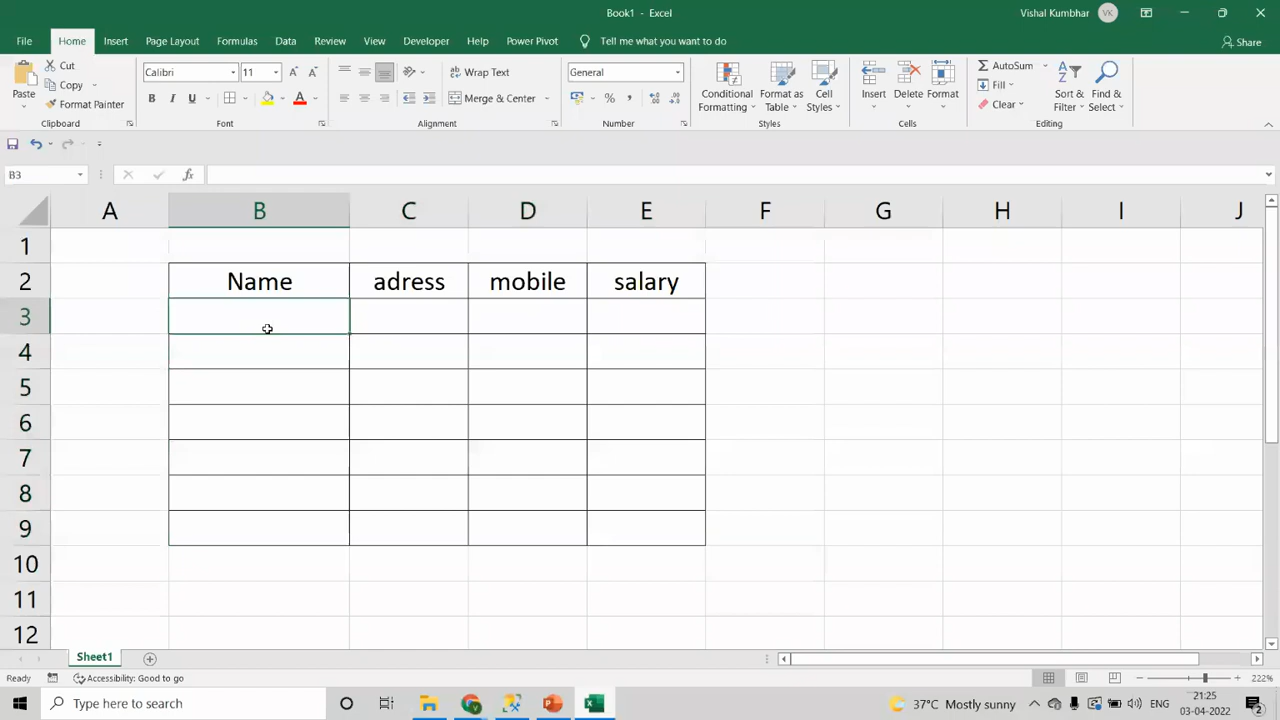 Book1 - Excel
Vishal Kumbhar VK
File Home Insert Page Layout Formulas Data Review View Developer Help Power Pivot Tell me what you want to do Share
Paste
Cut
Copy
Format Painter
Clipboard
Calibri 11
B I U
Font
Wrap Text
Merge & Center
Alignment
General
Number
Conditional Formatting
Format as Table
Cell Styles
Styles
Insert
Delete
Format
Cells
AutoSum
Fill
Clear
Sort & Filter
Find & Select
Editing
B3 fx
A B C D E F G H I J
1
2 Name adress mobile salary
3
4
5
6
7
8
9
10
11
12
Sheet1
Ready Accessibility: Good to go 222%
Type here to search 37°C Mostly sunny 21:25
03-04-2022 2